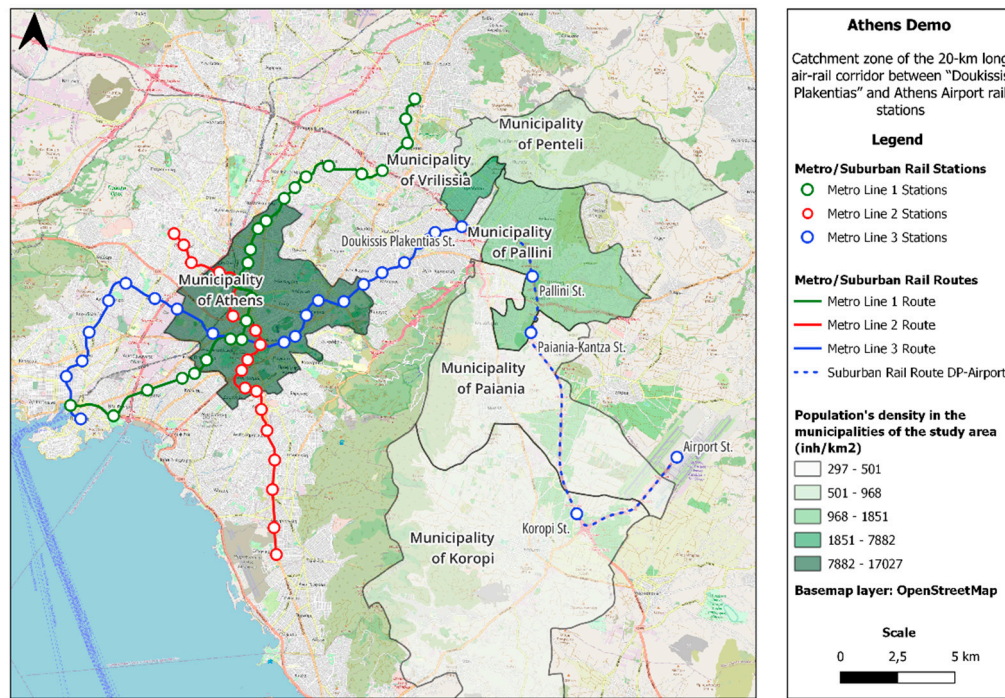 Municipality
of Penteli
Municipality
of Vrilissia
Doukissis Plakentias St.
Municipality
of Pallini
Municipality
of Athens
Pallini St.
Paiania-Kantza St.
Municipality
of Paiania
Airport St.
Koropi St.
Municipality
of Koropi
Athens Demo
Catchment zone of the 20-km long
air-rail corridor between “Doukissis
Plakentias” and Athens Airport rail
stations
Legend
Metro/Suburban Rail Stations
Metro Line 1 Stations
Metro Line 2 Stations
Metro Line 3 Stations
Metro/Suburban Rail Routes
Metro Line 1 Route
Metro Line 2 Route
Metro Line 3 Route
Suburban Rail Route DP-Airport
Population's density in the
municipalities of the study area
(inh/km2)
297 - 501
501 - 968
968 - 1851
1851 - 7882
7882 - 17027
Basemap layer: OpenStreetMap
Scale
0 2,5 5 km